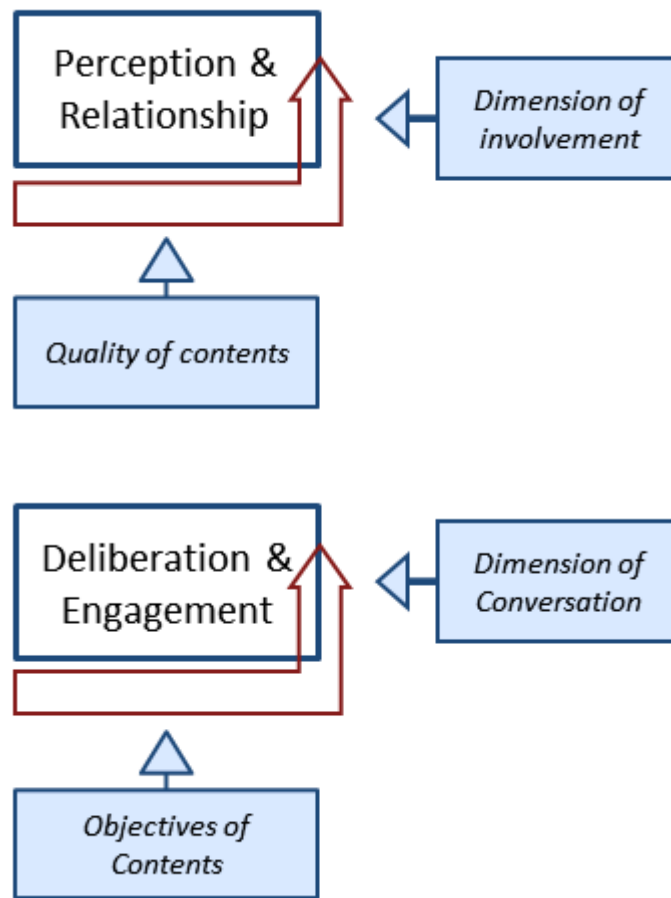 Perception &
Relationship
Dimension of
involvement
Quality of contents
Deliberation &
Engagement
Dimension of
Conversation
Objectives of
Contents